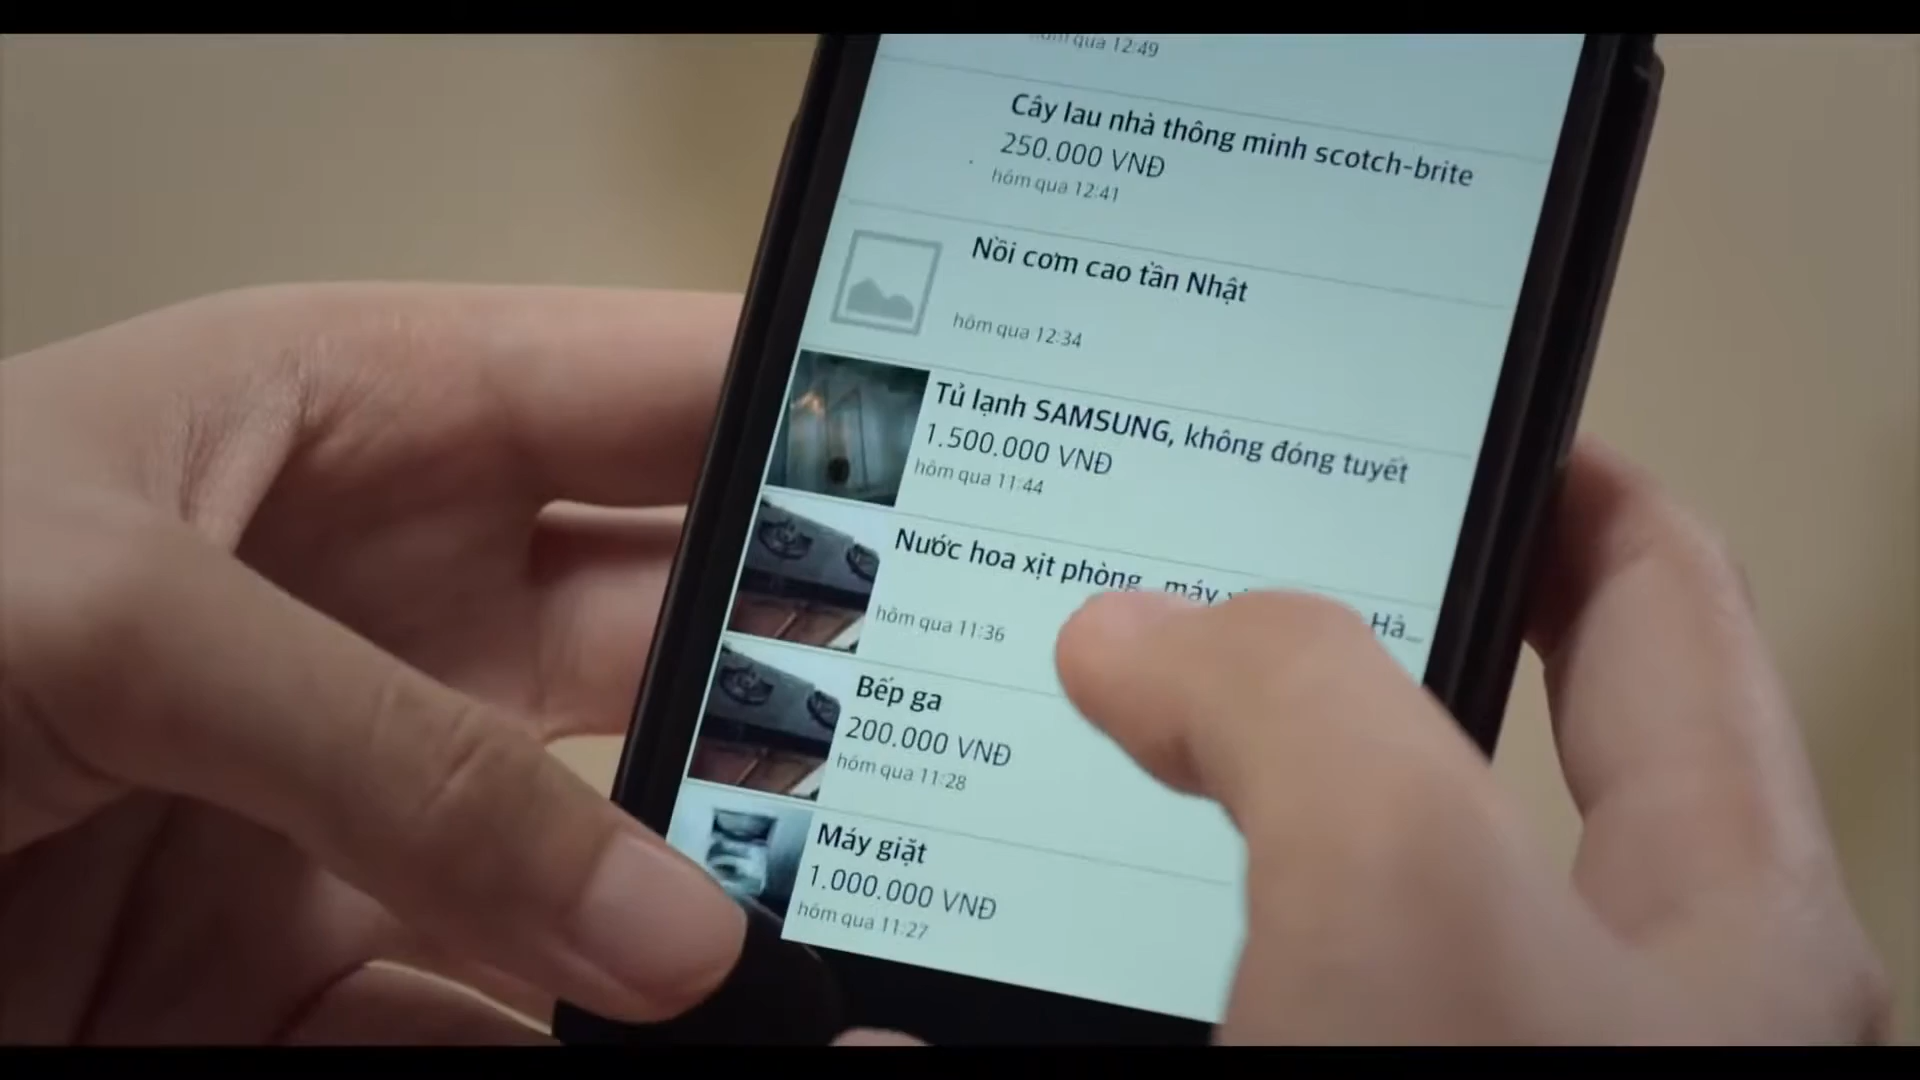 hôm qua 12:49
Cây lau nhà thông minh scotch-brite
250.000 VNĐ
hôm qua 12:41
Nồi cơm cao tần Nhật
hôm qua 12:34
Tủ lạnh SAMSUNG, không đóng tuyết
1.500.000 VNĐ
hôm qua 11:44
Nước hoa xịt phòng máy Hà...
hôm qua 11:36
Bếp ga
200.000 VNĐ
hôm qua 11:28
Máy giặt
1.000.000 VNĐ
hôm qua 11:27